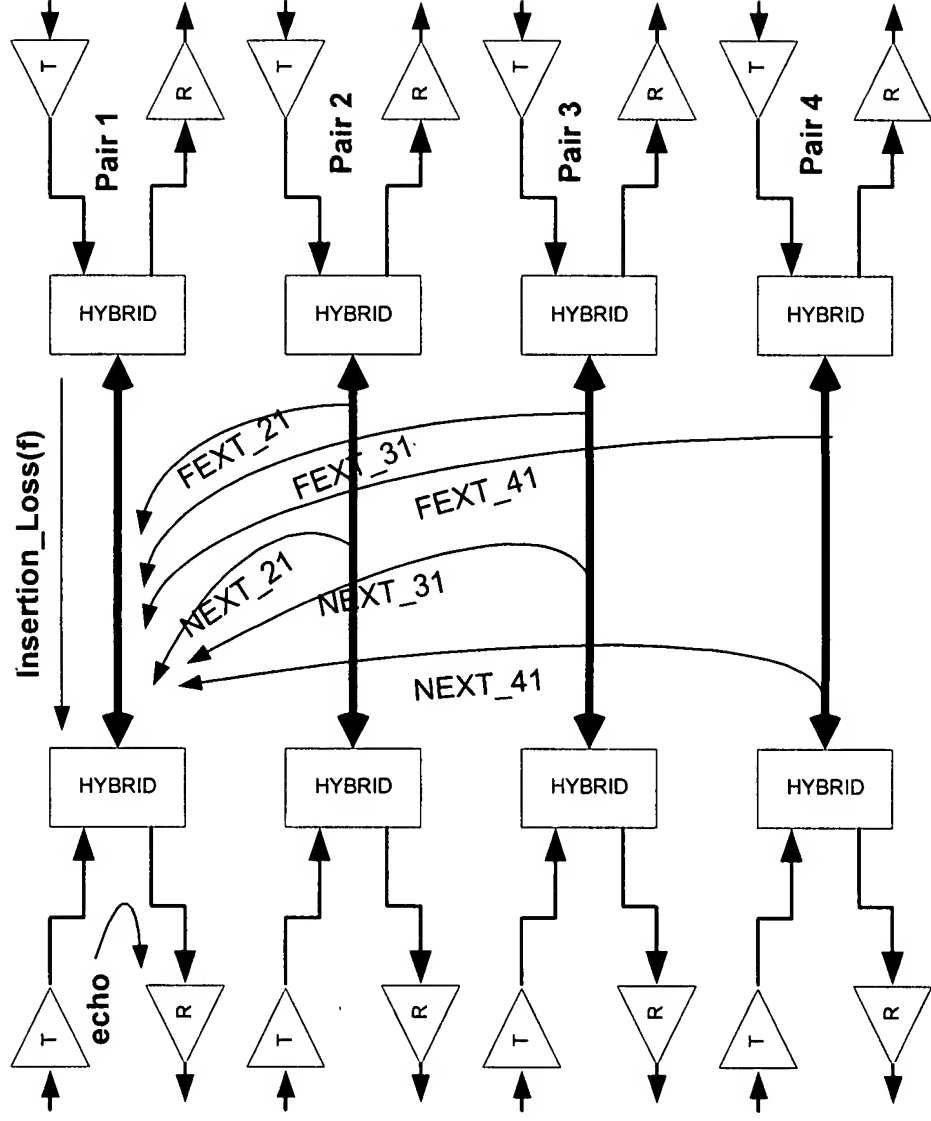 T
R
T
R
T
R
T
R
Pair 1
Pair 2
Pair 3
Pair 4
HYBRID
HYBRID
HYBRID
HYBRID
Insertion_Loss(f)
FEXT_21
FEXT_31
FEXT_41
NEXT_21
NEXT_31
NEXT_41
HYBRID
HYBRID
HYBRID
HYBRID
echo
T
R
T
R
T
R
T
R